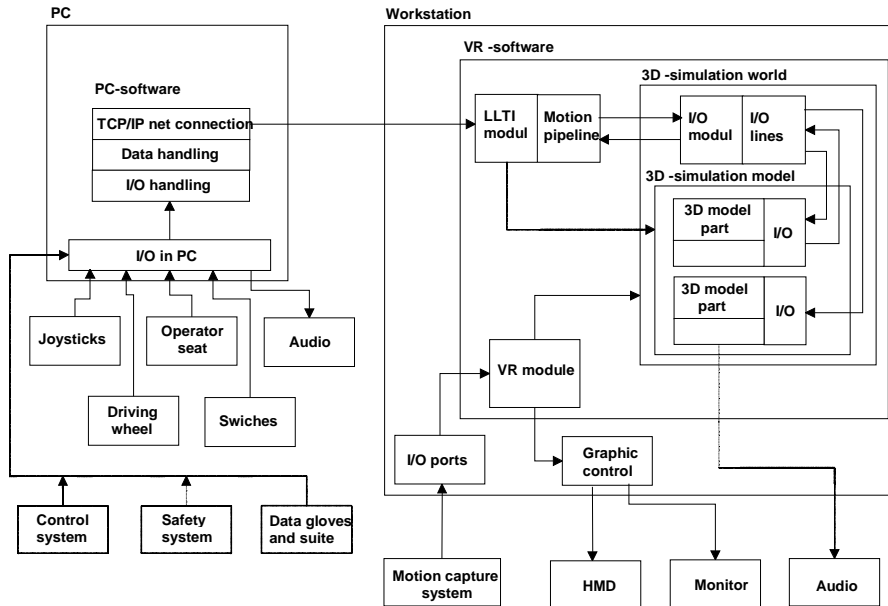 PC
Workstation
VR -software
3D -simulation world
PC-software
TCP/IP net connection
Data handling
I/O handling
LLTI
modul
Motion
pipeline
I/O
modul
I/O
lines
3D -simulation model
3D model
part
I/O
3D model
part
I/O
I/O in PC
Joysticks
Operator
seat
Audio
Driving
wheel
Swiches
VR module
I/O ports
Graphic
control
Control
system
Safety
system
Data gloves
and suite
Motion capture
system
HMD
Monitor
Audio